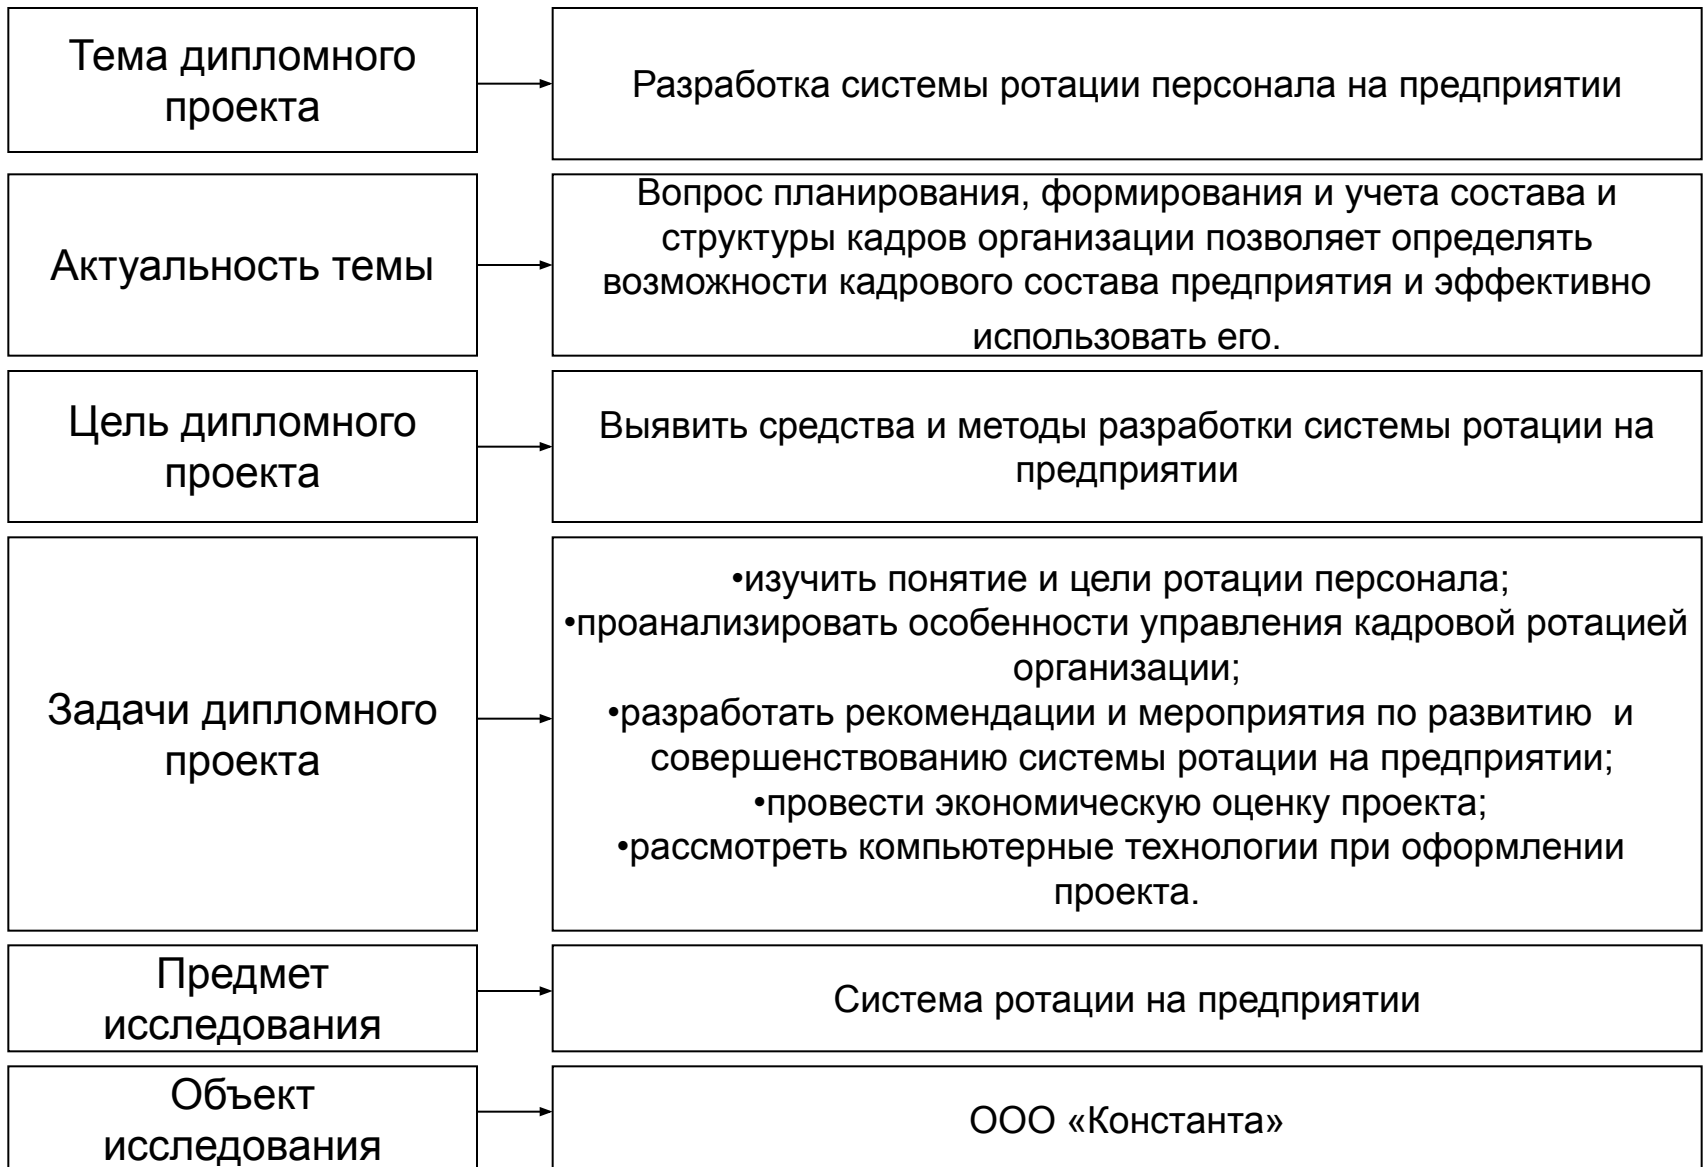 Тема дипломного
проекта
Разработка системы ротации персонала на предприятии
Актуальность темы
Вопрос планирования, формирования и учета состава и
структуры кадров организации позволяет определять
возможности кадрового состава предприятия и эффективно
использовать его.
Цель дипломного
проекта
Выявить средства и методы разработки системы ротации на
предприятии
Задачи дипломного
проекта
•изучить понятие и цели ротации персонала;
•проанализировать особенности управления кадровой ротацией
организации;
•разработать рекомендации и мероприятия по развитию  и
совершенствованию системы ротации на предприятии;
•провести экономическую оценку проекта;
•рассмотреть компьютерные технологии при оформлении
проекта.
Предмет
исследования
Система ротации на предприятии
Объект
исследования
ООО «Константа»